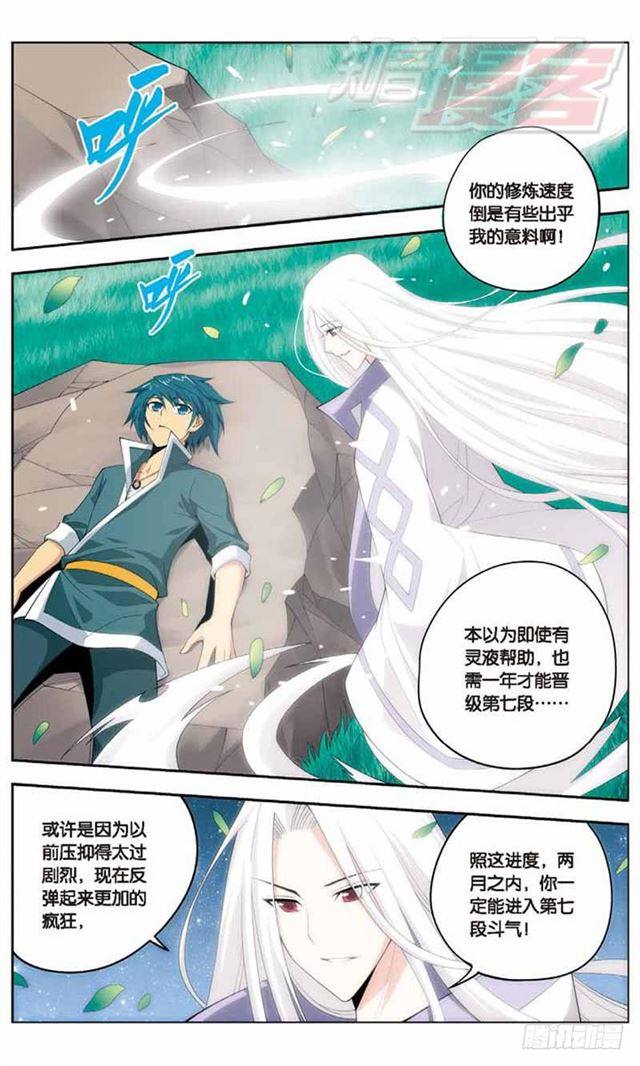 知音漫客
呼
你的修炼速度
倒是有些出乎
我的意料啊！
呼
本以为即使有
灵液帮助，也
需一年才能晋
级第七段……
或许是因为以
前压抑得太过
剧烈，现在反
弹起来更加的
疯狂，
照这进度，两
月之内，你一
定能进入第七
段斗气！
腾讯动漫